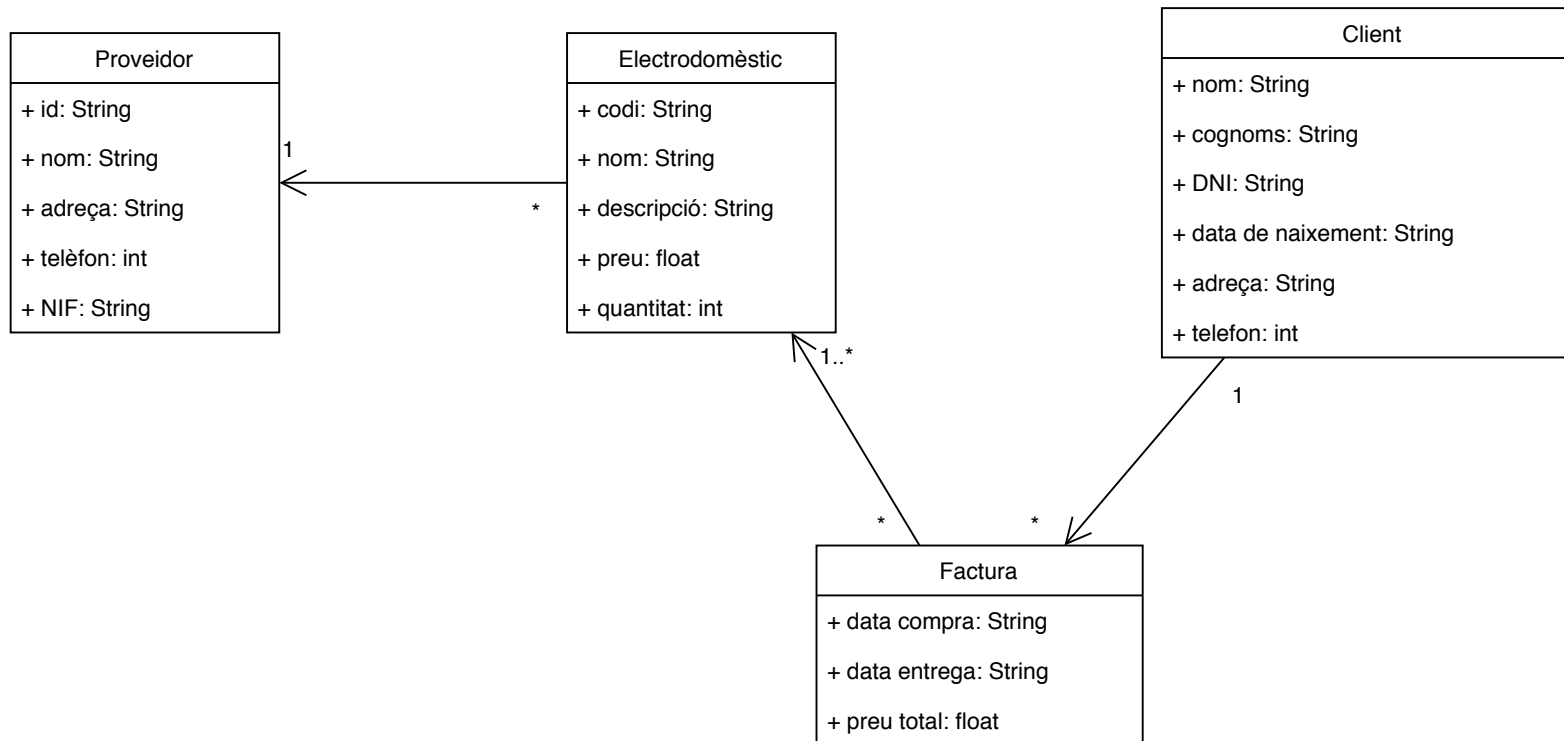 Proveidor
+ id: String
+ nom: String
+ adreça: String
+ telèfon: int
+ NIF: String
1
*
Electrodomèstic
+ codi: String
+ nom: String
+ descripció: String
+ preu: float
+ quantitat: int
1..*
*
Client
+ nom: String
+ cognoms: String
+ DNI: String
+ data de naixement: String
+ adreça: String
+ telefon: int
1
*
Factura
+ data compra: String
+ data entrega: String
+ preu total: float